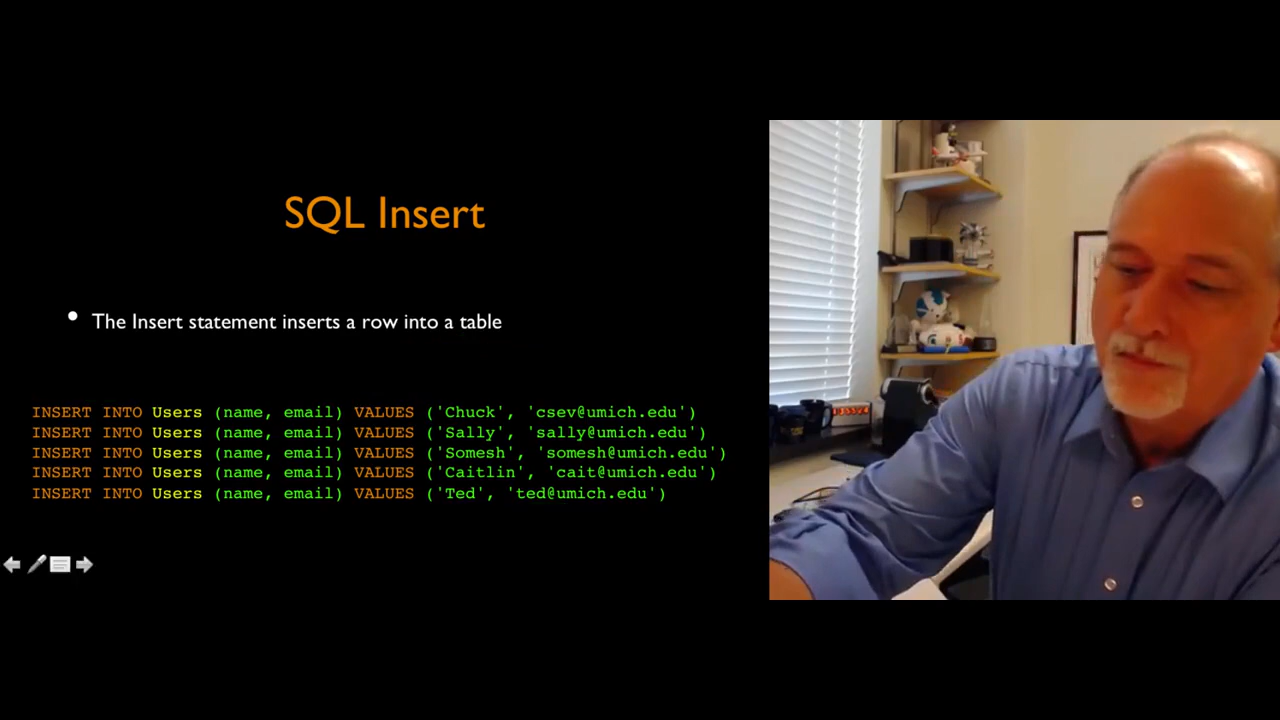 SQL Insert
• The Insert statement inserts a row into a table
INSERT INTO Users (name, email) VALUES ('Chuck', 'csev@umich.edu')
INSERT INTO Users (name, email) VALUES ('Sally', 'sally@umich.edu')
INSERT INTO Users (name, email) VALUES ('Somesh', 'somesh@umich.edu')
INSERT INTO Users (name, email) VALUES ('Caitlin', 'cait@umich.edu')
INSERT INTO Users (name, email) VALUES ('Ted', 'ted@umich.edu')